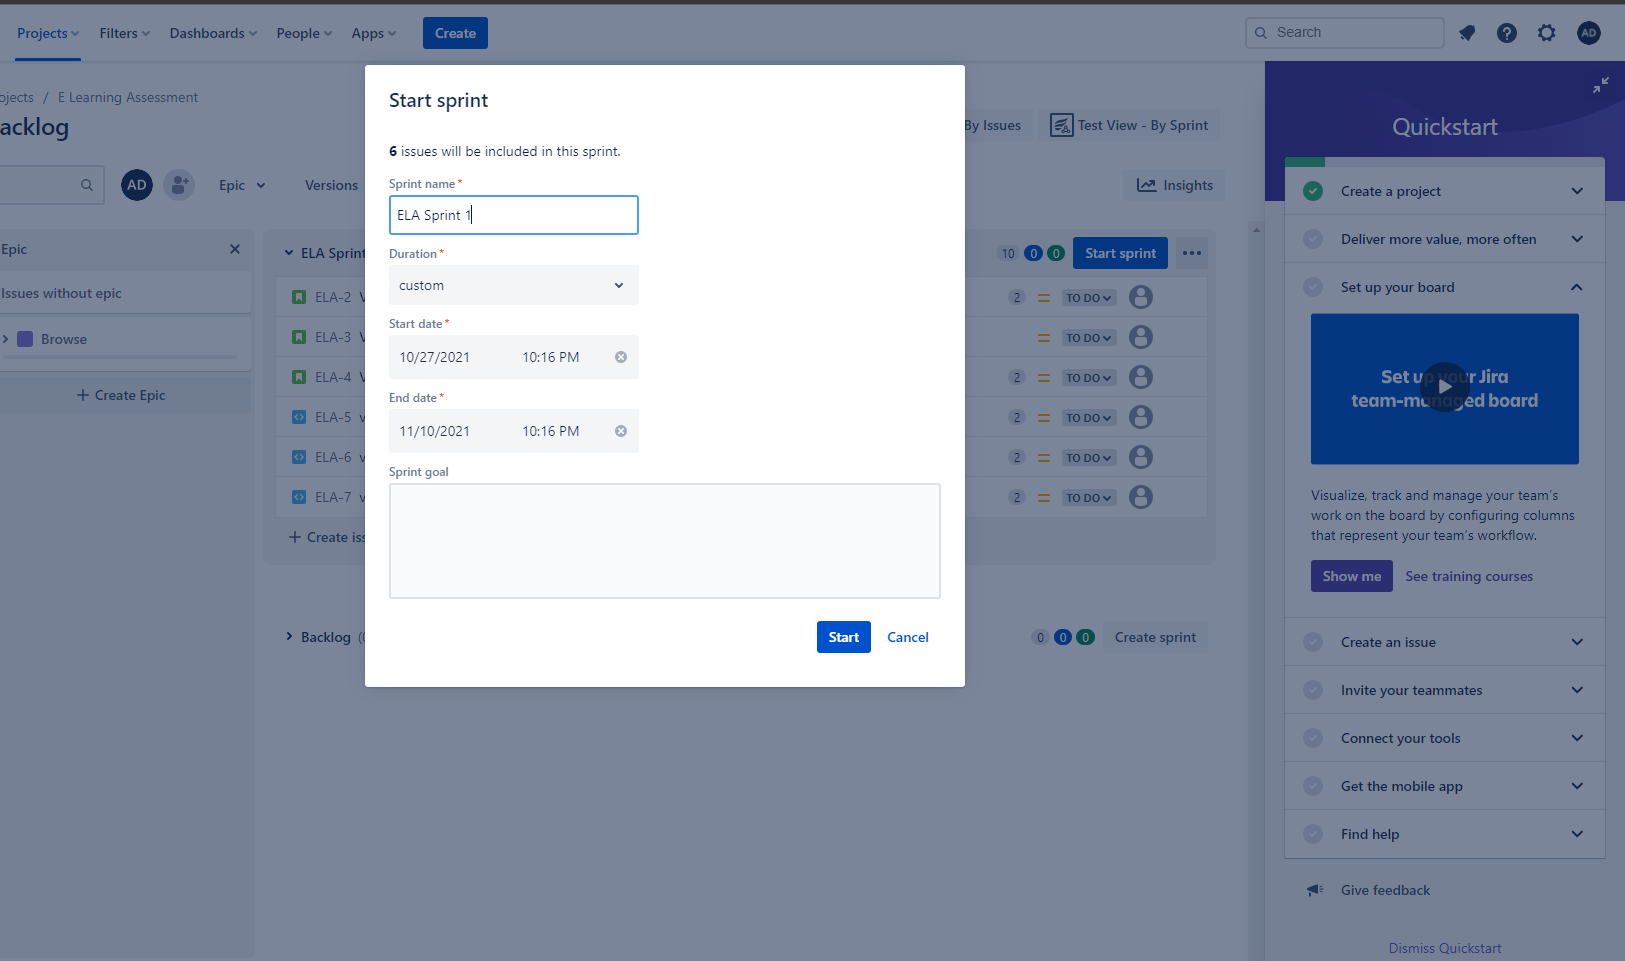 Projects
Filters
Dashboards
People
Apps
Create
Search
AD
ojects / E Learning Assessment
acklog
By Issues
Test View - By Sprint
AD
Epic
Versions
Insights
Epic
Issues without epic
Browse
+ Create Epic
ELA Sprint
10 0 0
Start sprint
ELA-2 V
2
TO DO
ELA-3 V
TO DO
ELA-4 V
2
TO DO
ELA-5 v
2
TO DO
ELA-6 v
2
TO DO
ELA-7 v
2
TO DO
+ Create iss
Backlog (0
0 0 0
Create sprint
Start sprint
6 issues will be included in this sprint.
Sprint name*
ELA Sprint 1
Duration*
custom
Start date*
10/27/2021 10:16 PM
End date*
11/10/2021 10:16 PM
Sprint goal
Start
Cancel
Quickstart
Create a project
Deliver more value, more often
Set up your board
Set up your Jira
team-managed board
Visualize, track and manage your team's
work on the board by configuring columns
that represent your team's workflow.
Show me
See training courses
Create an issue
Invite your teammates
Connect your tools
Get the mobile app
Find help
Give feedback
Dismiss Quickstart